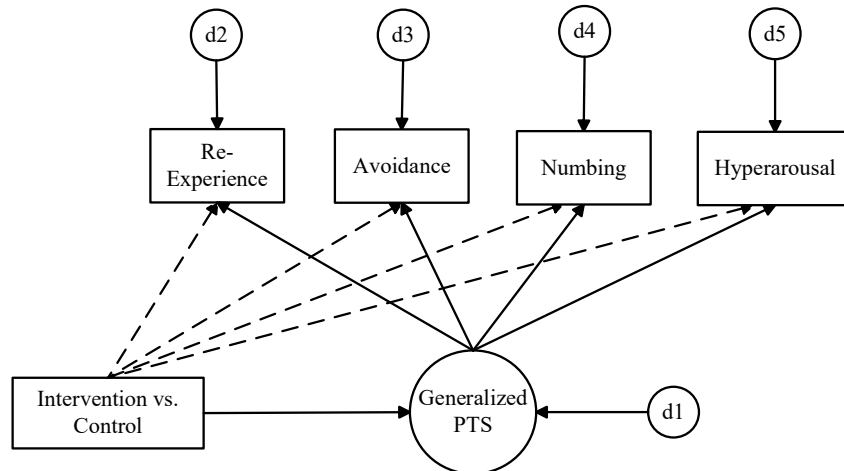 d2
d3
d4
d5
Re-
Experience
Avoidance
Numbing
Hyperarousal
Intervention vs.
Control
Generalized
PTS
d1